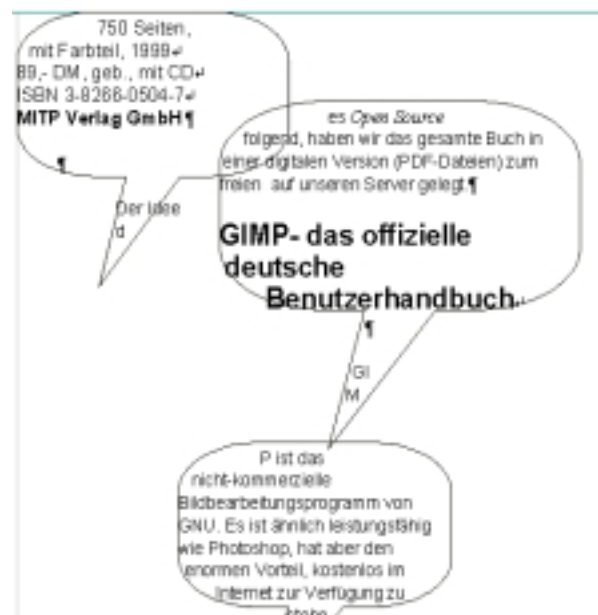 750 Seiten,
mit Farbteil, 1999↵
89,- DM, geb., mit CD↵
ISBN 3-8266-0504-7↵
MITP Verlag GmbH¶
¶
Der Idee
d
es Open Source
folgend, haben wir das gesamte Buch in
einer digitalen Version (PDF-Dateien) zum
freien auf unseren Server gelegt.¶
GIMP- das offizielle
deutsche
Benutzerhandbuch↵
¶
GI
M
P ist das
nicht-kommerzielle
Bildbearbeitungsprogramm von
GNU. Es ist ännlich leistungsfähig
wie Photoshop, hat aber den
enormen Vorteil, kostenlos im
Internet zur Verfügung zu